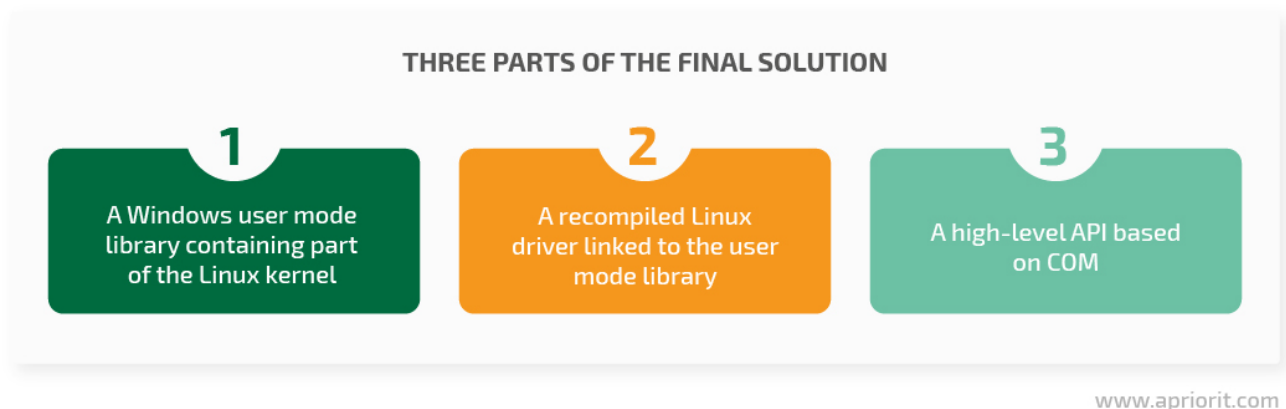 THREE PARTS OF THE FINAL SOLUTION
1
A Windows user mode
library containing part
of the Linux kernel
2
A recompiled Linux
driver linked to the user
mode library
3
A high-level API based
on COM
www.apriorit.com